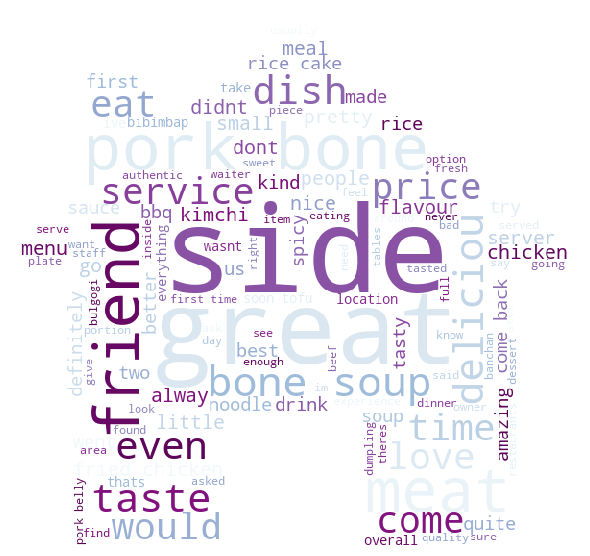 meal
rice cake
first
take
dish
made
eat
didnt
piece
bibimbap
small
pretty
rice
pork bone
dont
sweet
option
authentic
waiter
people
fresh
service
kind
feel
price
sauce
bbq
kimchi
item
nice
eating
flavour
never
try
serve
want
inside
wasnt
side
spicy
bad
served
menu
staff
us
right
need
tables
tasted
server
chicken
plate
go
everything
full
say
going
friend
bulgogi
better
first time
soon tofu
location
deliciou
come back
banchan
definitely
portion
great
ask
day
see
best
enough
beef
tasty
know
dessert
give
two
bone soup
im
said
look
alway
noodle
drink
experience
dinner
owner
found
little
soup
time
amazing
restaurant
area
went
even
dumpling
theres
love
fried chicken
thats
asked
pork belly
taste
meat
find
would
come
quite
overall
quality
sure